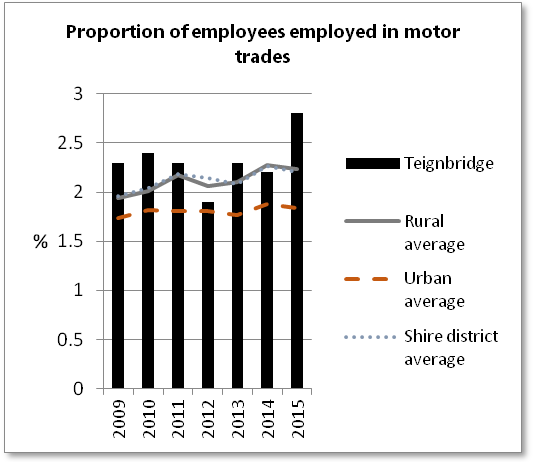 Proportion of employees employed in motor
trades
3
2.5
2
1.5
1
0.5
0
%
2009
2010
2011
2012
2013
2014
2015
Teignbridge
Rural
average
Urban
average
Shire district
average